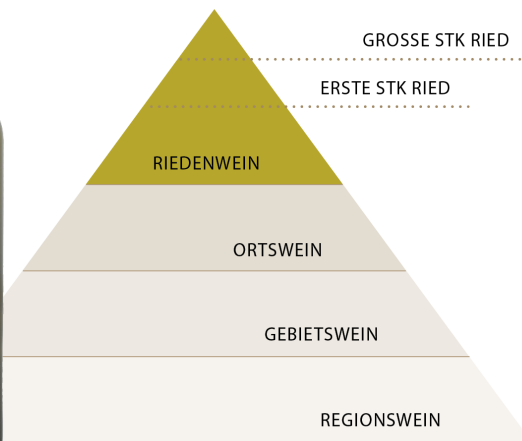 GROSSE STK RIED
ERSTE STK RIED
RIEDENWEIN
ORTSWEIN
GEBIETSWEIN
REGIONSWEIN